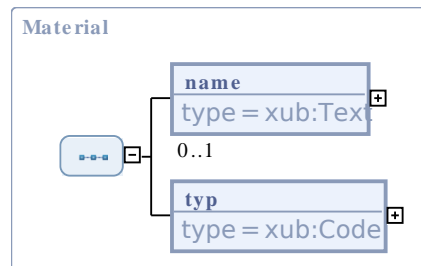 Material
name
type = xub:Text
0..1
typ
type = xub:Code